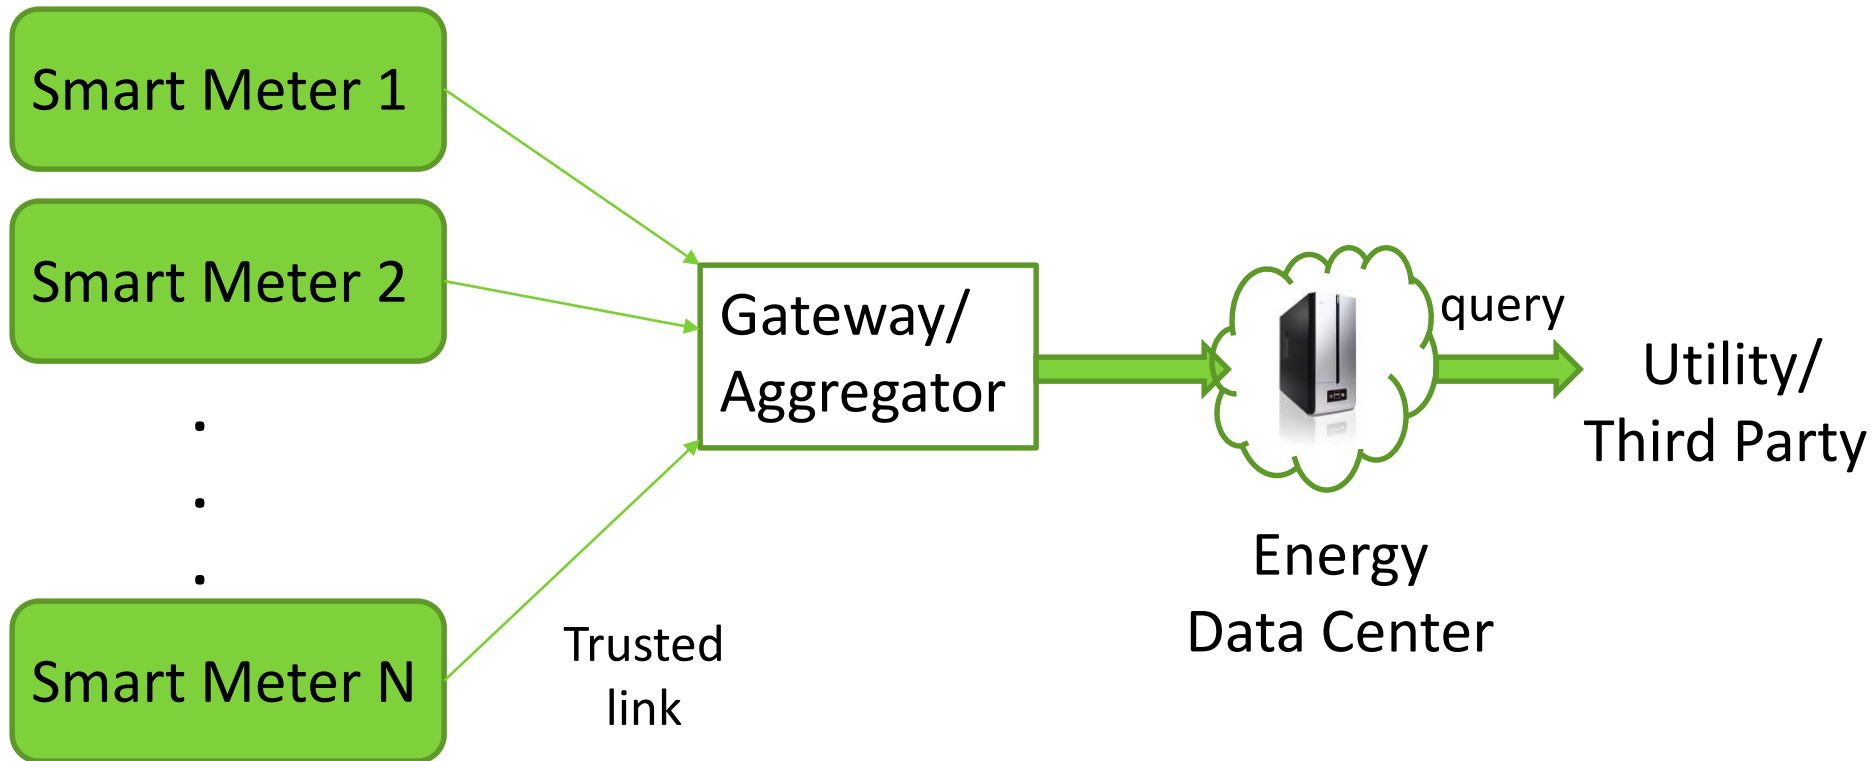 Smart Meter 1
Smart Meter 2
.
.
.
Smart Meter N
Trusted
link
Gateway/
Aggregator
Energy
Data Center
query
Utility/
Third Party